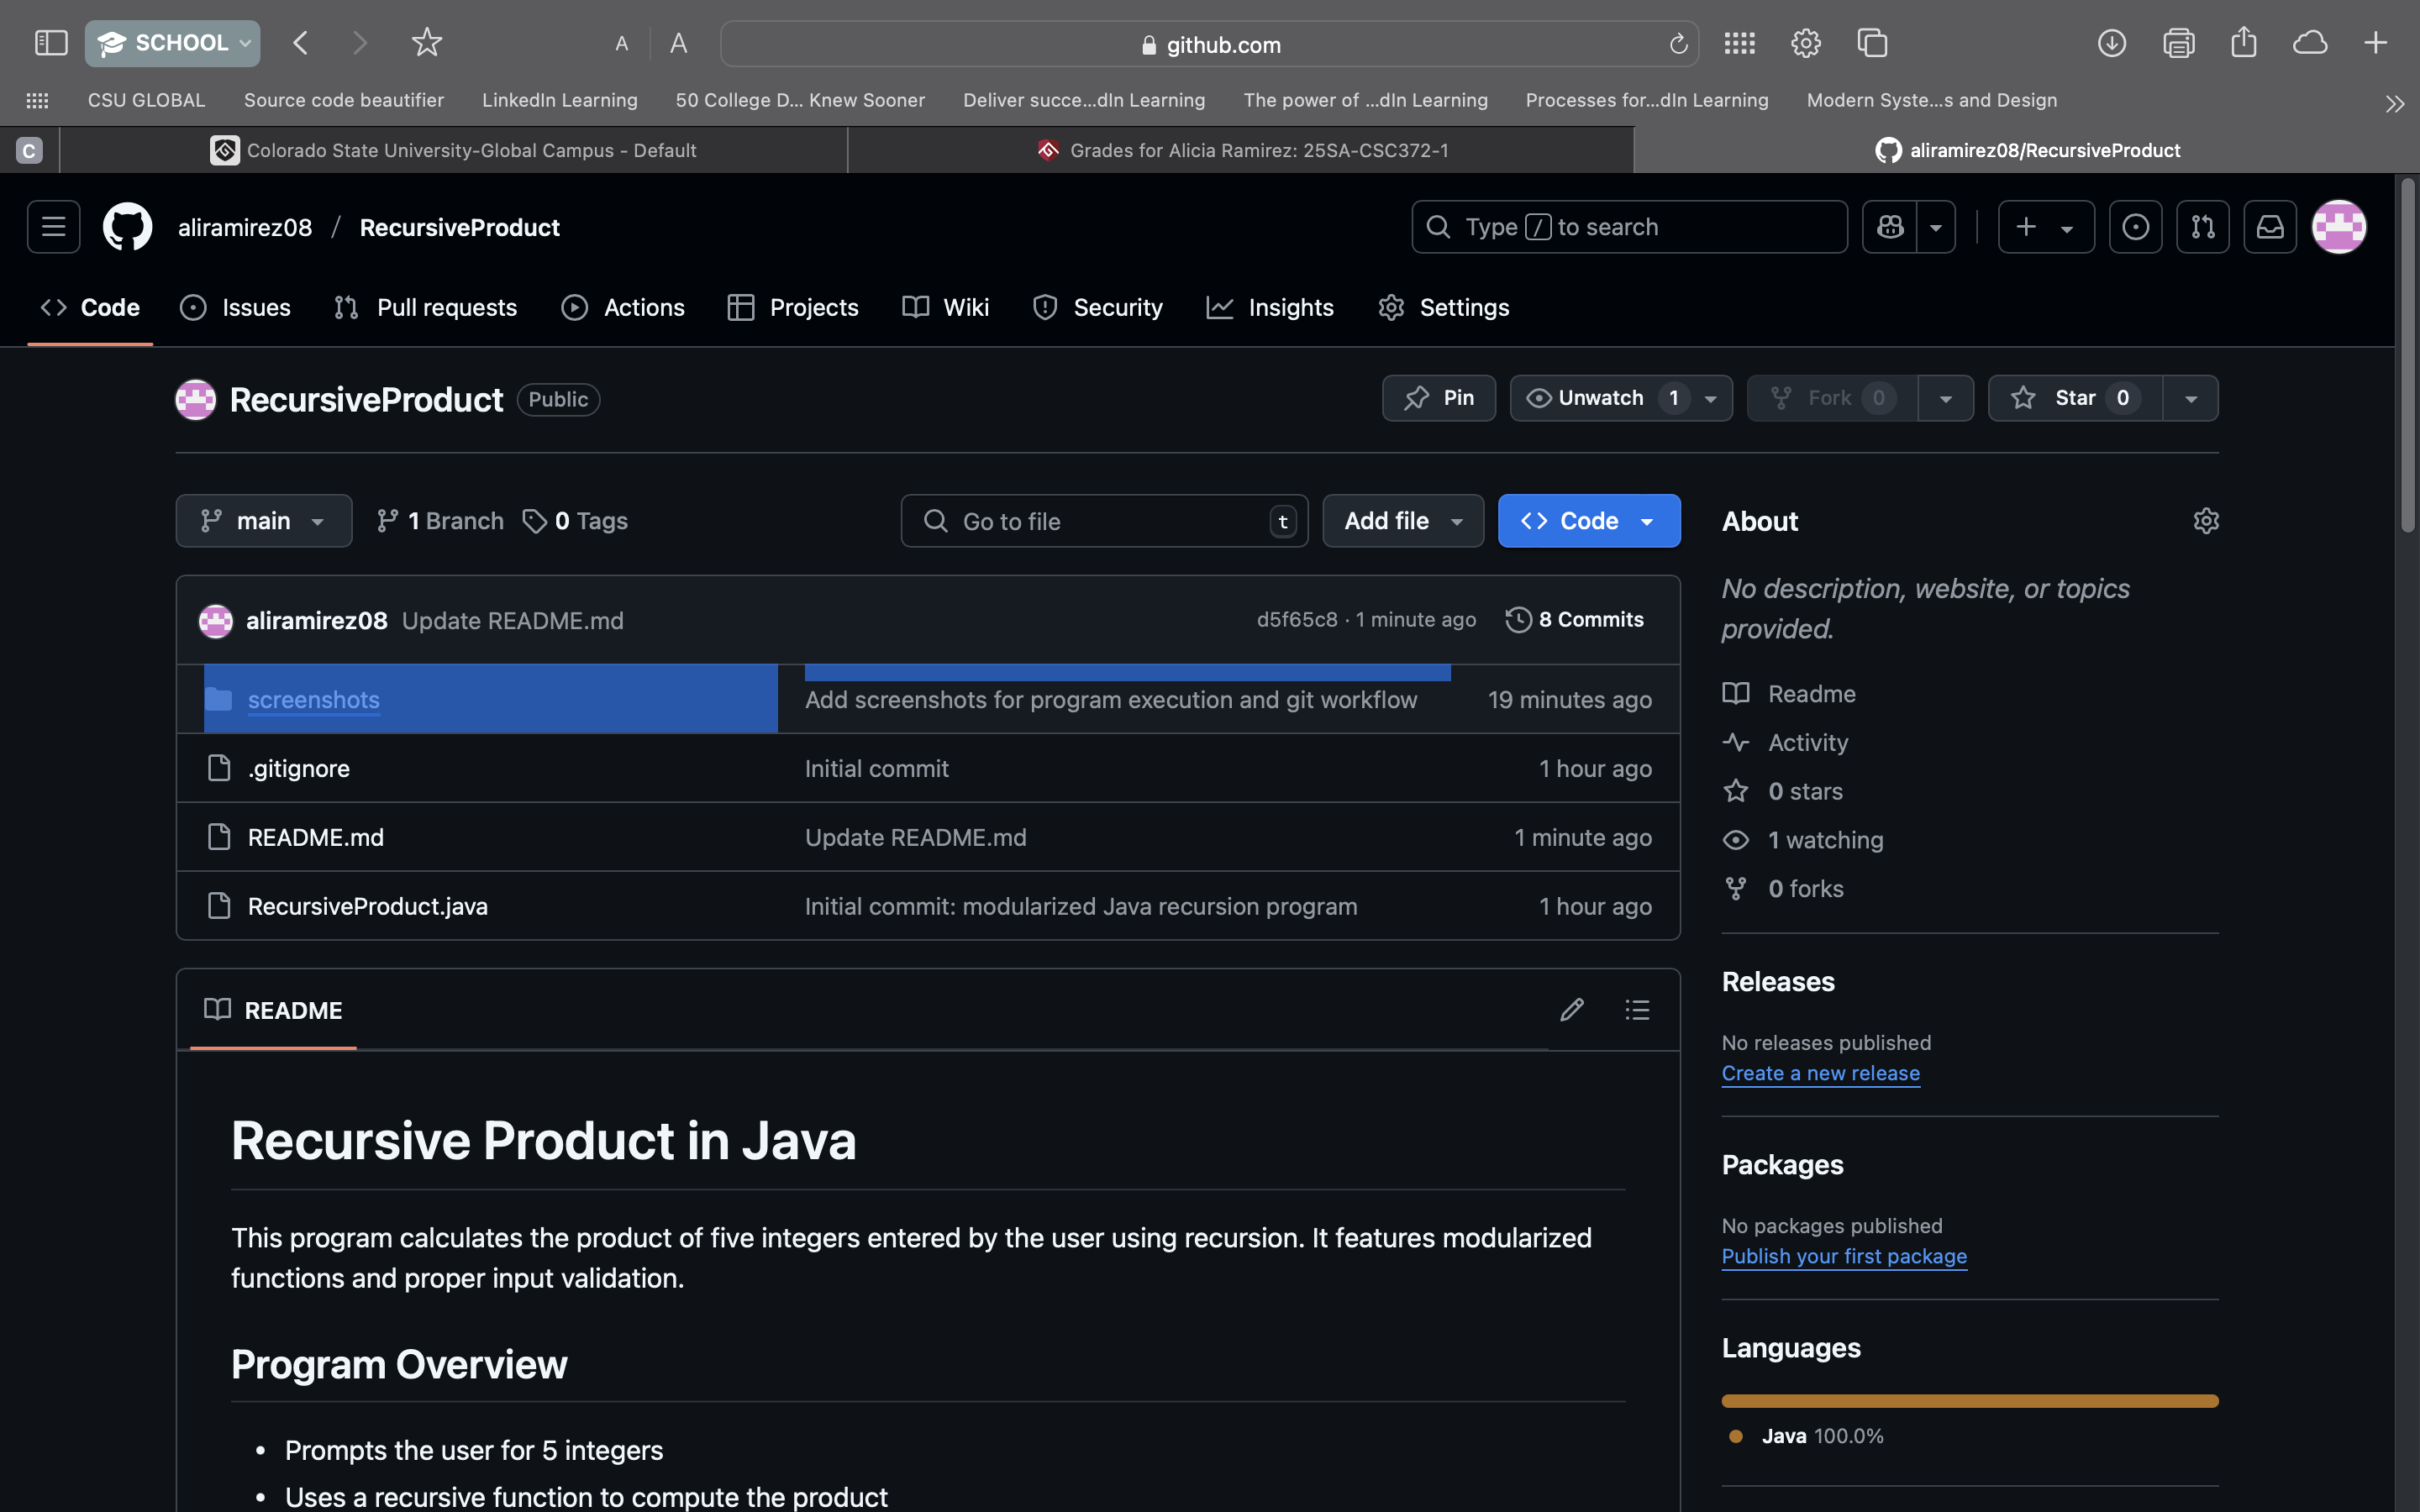 SCHOOL
A A
github.com
CSU GLOBAL Source code beautifier LinkedIn Learning 50 College D... Knew Sooner Deliver succe...dIn Learning The power of ...dIn Learning Processes for...dIn Learning Modern Syste...s and Design
C Colorado State University-Global Campus - Default Grades for Alicia Ramirez: 25SA-CSC372-1 aliramirez08/RecursiveProduct
aliramirez08 / RecursiveProduct Type / to search
Code Issues Pull requests Actions Projects Wiki Security Insights Settings
RecursiveProduct Public Pin Unwatch 1 Fork 0 Star 0
main 1 Branch 0 Tags Go to file t Add file Code
aliramirez08 Update README.md d5f65c8 · 1 minute ago 8 Commits
screenshots Add screenshots for program execution and git workflow 19 minutes ago
.gitignore Initial commit 1 hour ago
README.md Update README.md 1 minute ago
RecursiveProduct.java Initial commit: modularized Java recursion program 1 hour ago
README
Recursive Product in Java
This program calculates the product of five integers entered by the user using recursion. It features modularized
functions and proper input validation.
Program Overview
• Prompts the user for 5 integers
• Uses a recursive function to compute the product
About
No description, website, or topics
provided.
Readme
Activity
0 stars
1 watching
0 forks
Releases
No releases published
Create a new release
Packages
No packages published
Publish your first package
Languages
Java 100.0%